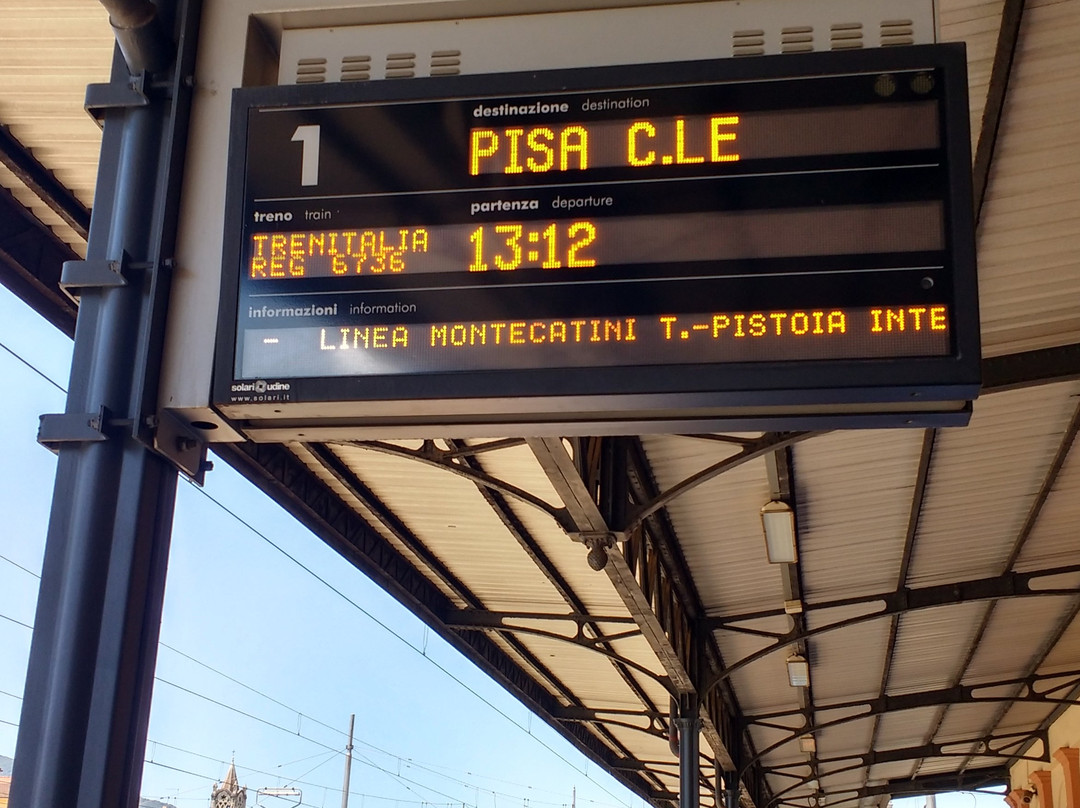 destinazione destination
1 PISA C.LE
treno train
partenza departure
TRENITALIA
REG 6736
13:12
informazioni information
- LINEA MONTECATINI T.-PISTOIA INTE
solari udine
www.solari.it